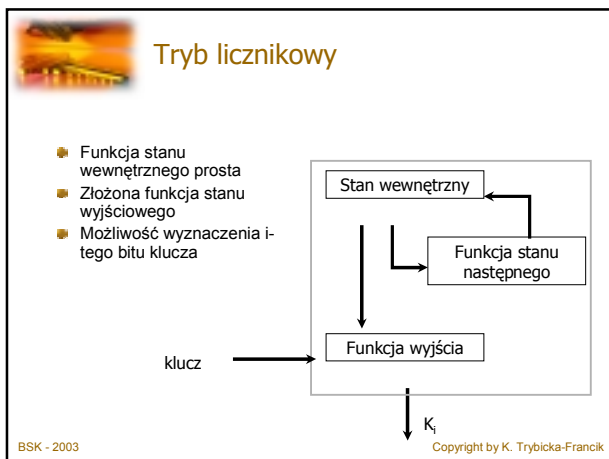 Tryb licznikowy
Funkcja stanu
wewnętrznego prosta
Złożona funkcja stanu
wyjściowego
Możliwość wyznaczenia i-
tego bitu klucza
Stan wewnętrzny
Funkcja stanu
następnego
Funkcja wyjścia
klucz
Ki
BSK - 2003
Copyright by K. Trybicka-Francik